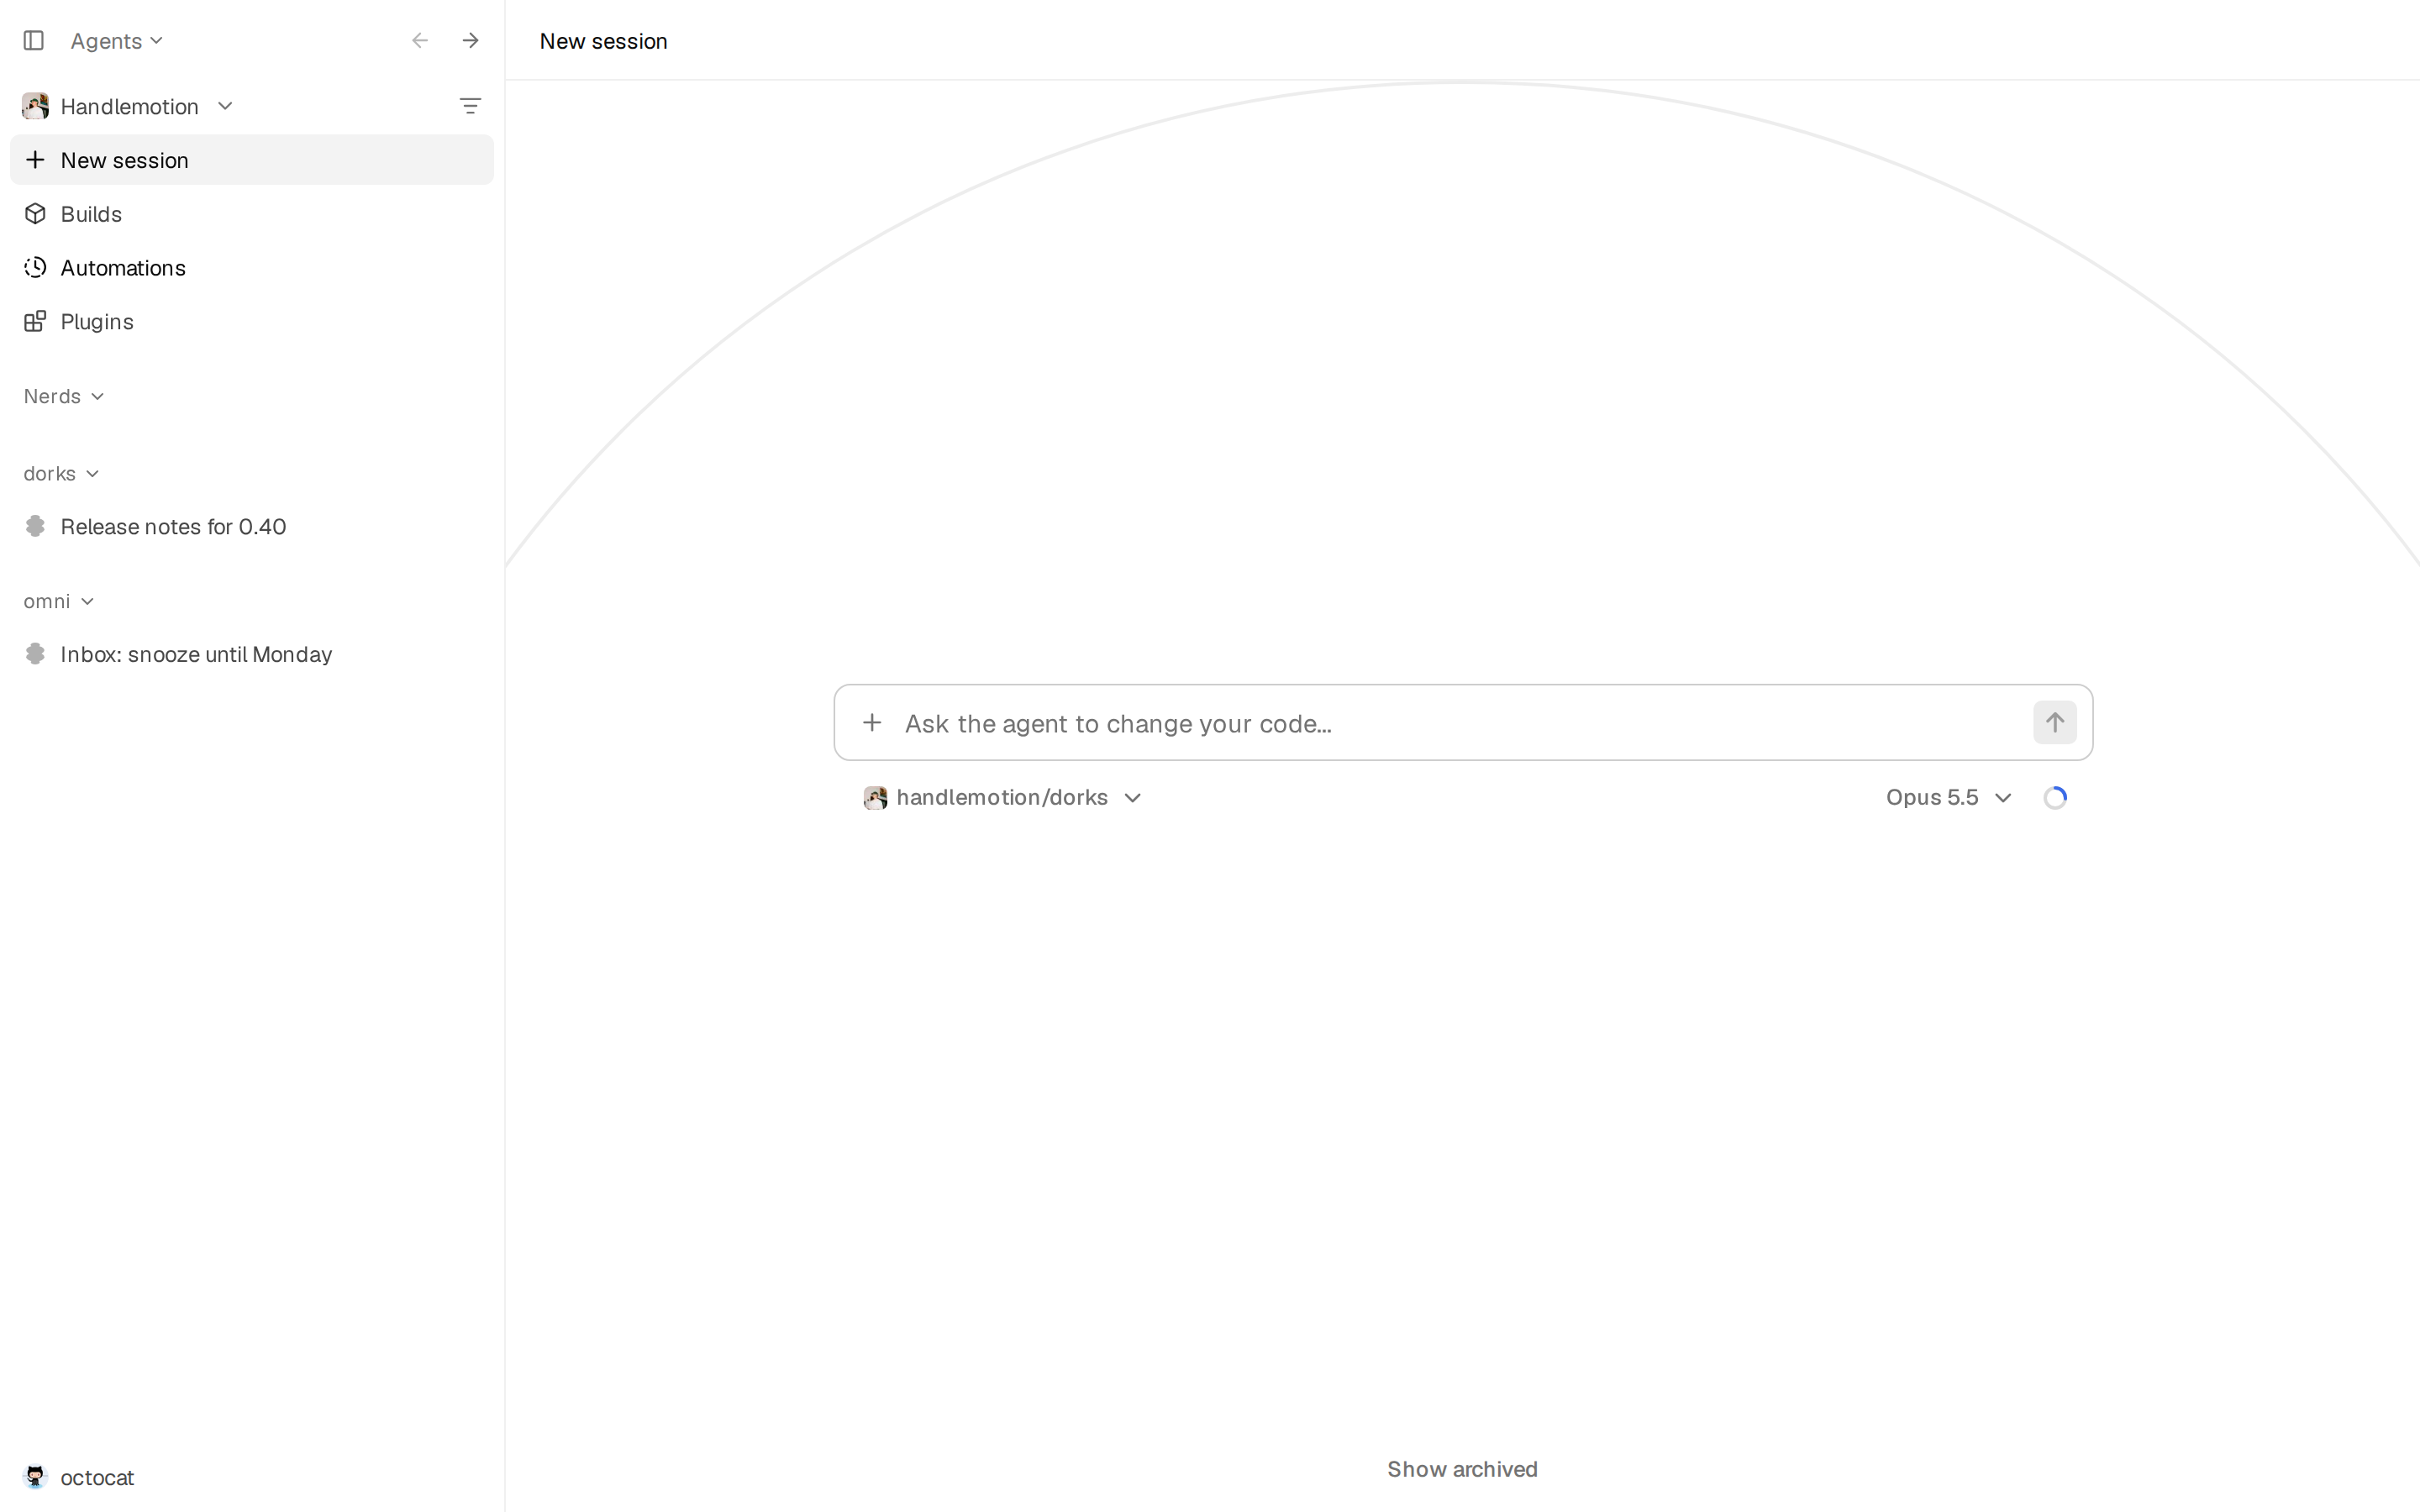 Agents
New session
Handlemotion
New session
Builds
Automations
Plugins
Nerds
dorks
Release notes for 0.40
omni
Inbox: snooze until Monday
Ask the agent to change your code...
handlemotion/dorks
Opus 5.5
Show archived
octocat